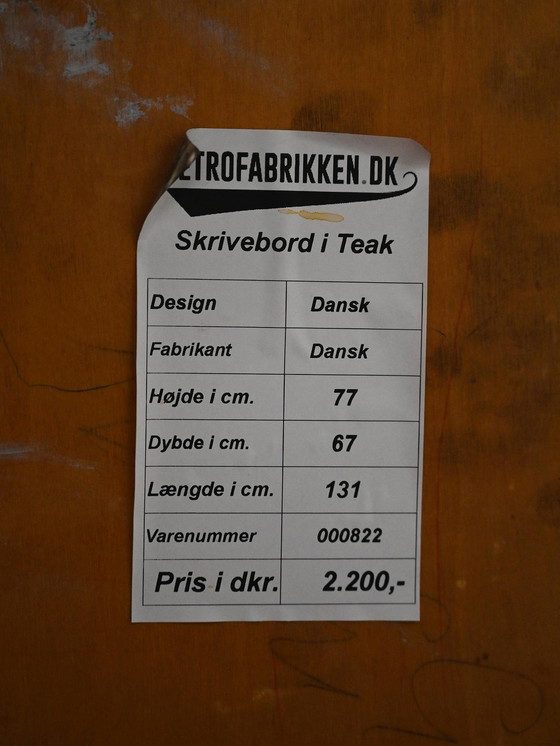 ETROFABRIKKEN.DK
Skrivebord i Teak
Design Dansk
Fabrikant Dansk
Højde i cm. 77
Dybde i cm. 67
Længde i cm. 131
Varenummer 000822
Pris i dkr. 2.200,-